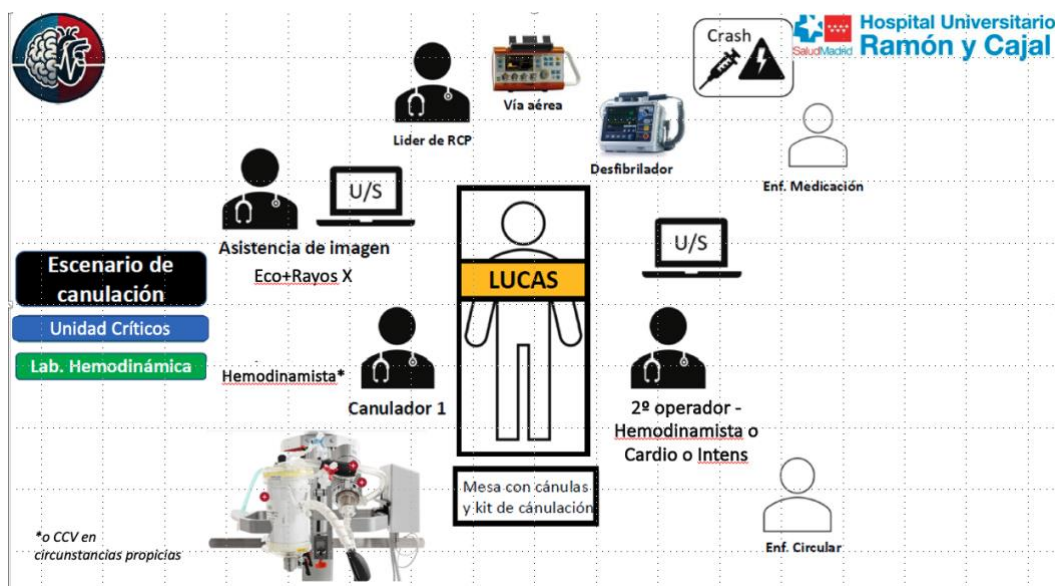 Crash
SaludMadrid
Hospital Universitario
Ramón y Cajal
Vía aérea
Lider de RCP
Desfibrilador
Enf. Medicación
U/S
Asistencia de imagen
Eco+Rayos X
U/S
LUCAS
Escenario de
canulación
Unidad Críticos
Lab. Hemodinámica
Hemodinamista*
Canulador 1
2º operador -
Hemodinamista o
Cardio o Intens
Mesa con cánulas
y kit de cánulación
Enf. Circular
*o CCV en
circunstancias propicias